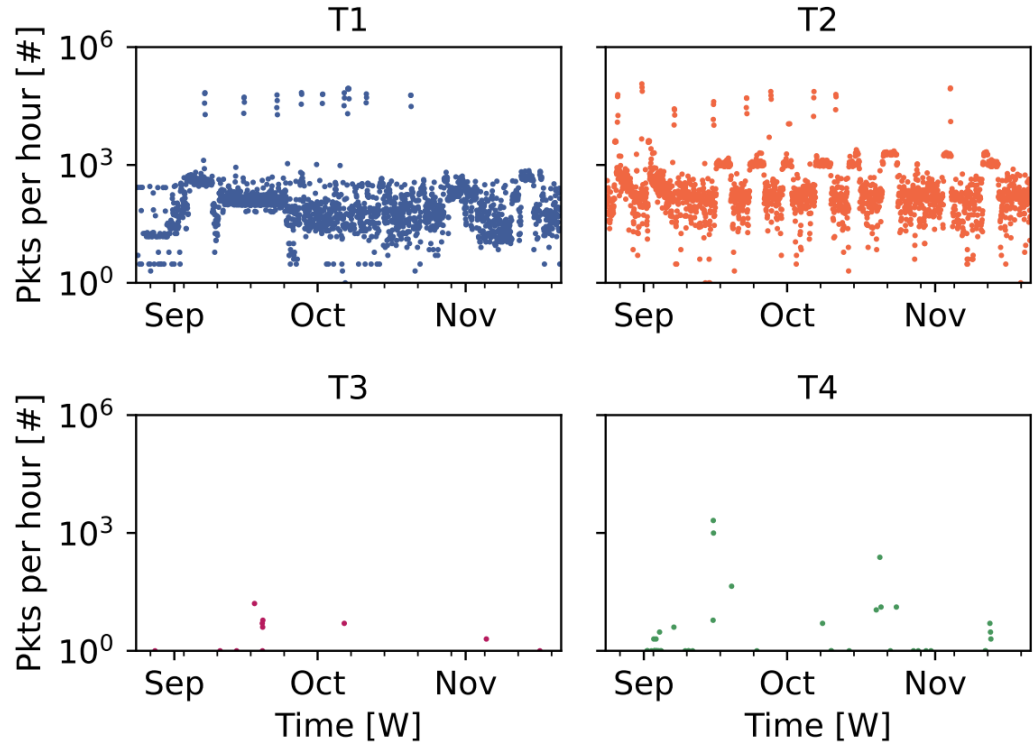 T1
T2
Pkts per hour [#]
10^6
10^3
10^0
Sep
Oct
Nov
Sep
Oct
Nov
T3
T4
Pkts per hour [#]
10^6
10^3
10^0
Sep
Oct
Nov
Sep
Oct
Nov
Time [W]
Time [W]